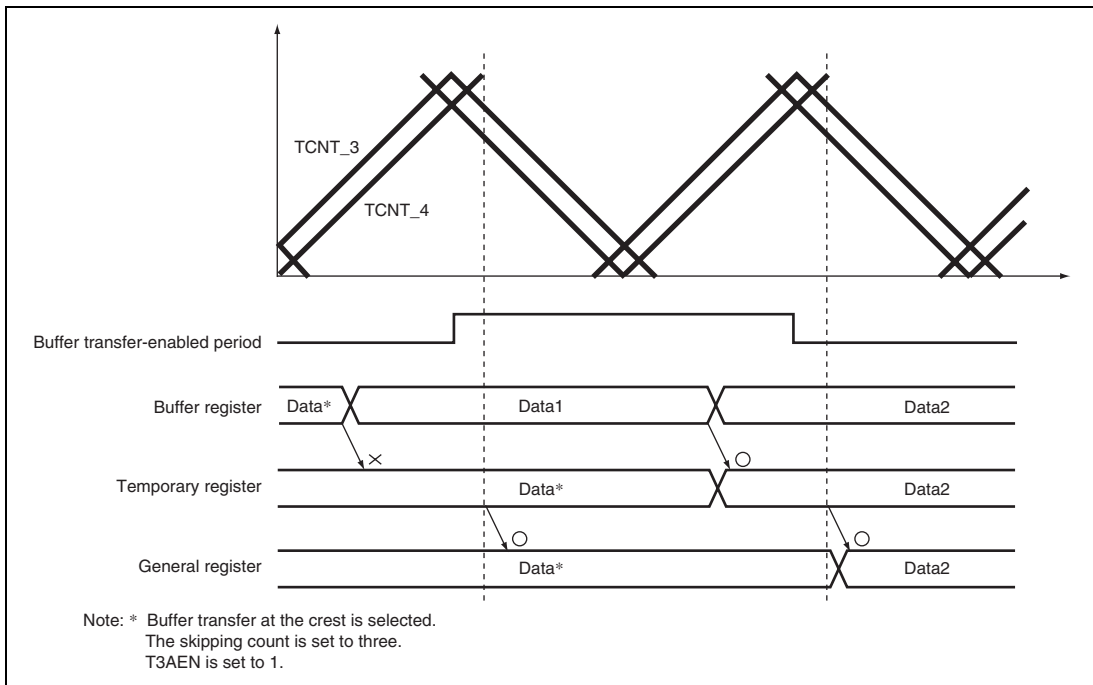 TCNT_3
TCNT_4
Buffer transfer-enabled period
Buffer register
Data*
Data1
Data2
Temporary register
Data*
Data2
General register
Data*
Data2
Note: * Buffer transfer at the crest is selected.
The skipping count is set to three.
T3AEN is set to 1.